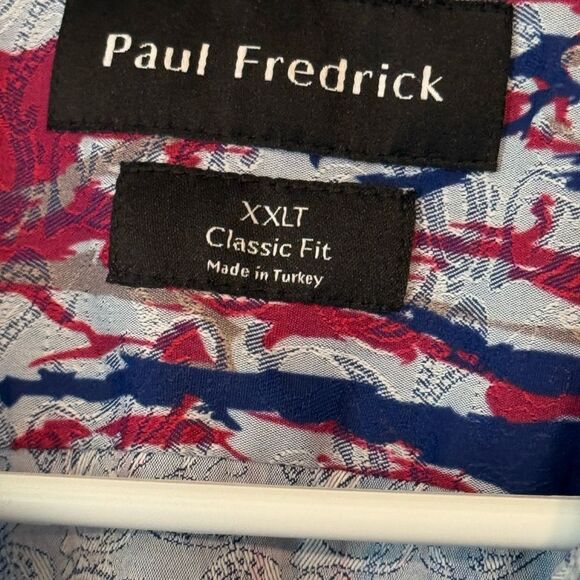 Paul Fredrick
XXLT
Classic Fit
Made in Turkey